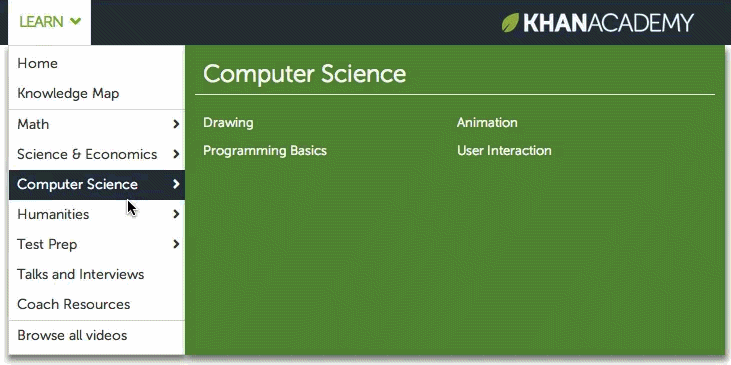 LEARN
KHANACADEMY
Home
Knowledge Map
Math
Science & Economics
Computer Science
Humanities
Test Prep
Talks and Interviews
Coach Resources
Browse all videos
Computer Science
Drawing
Animation
Programming Basics
User Interaction